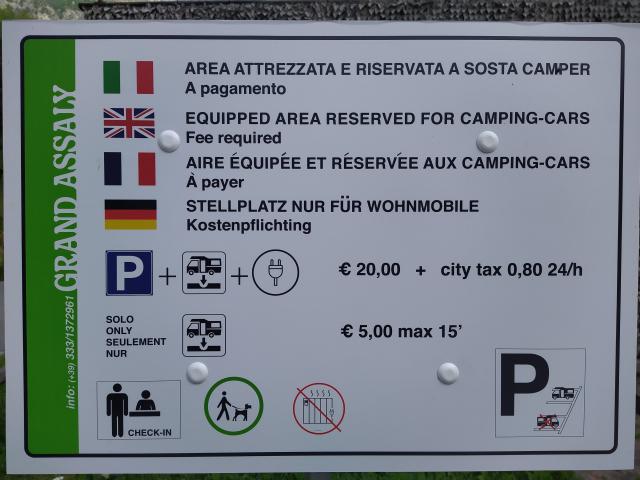 GRAND ASSALY
info: (+39) 333/1372961
AREA ATTREZZATA E RISERVATA A SOSTA CAMPER
A pagamento
EQUIPPED AREA RESERVED FOR CAMPING-CARS
Fee required
AIRE ÉQUIPÉE ET RÉSERVÉE AUX CAMPING-CARS
À payer
STELLPLATZ NUR FÜR WOHNMOBILE
Kostenpflichting
P + + € 20,00 + city tax 0,80 24/h
SOLO
ONLY
SEULEMENT
NUR
€ 5,00 max 15'
CHECK-IN
P